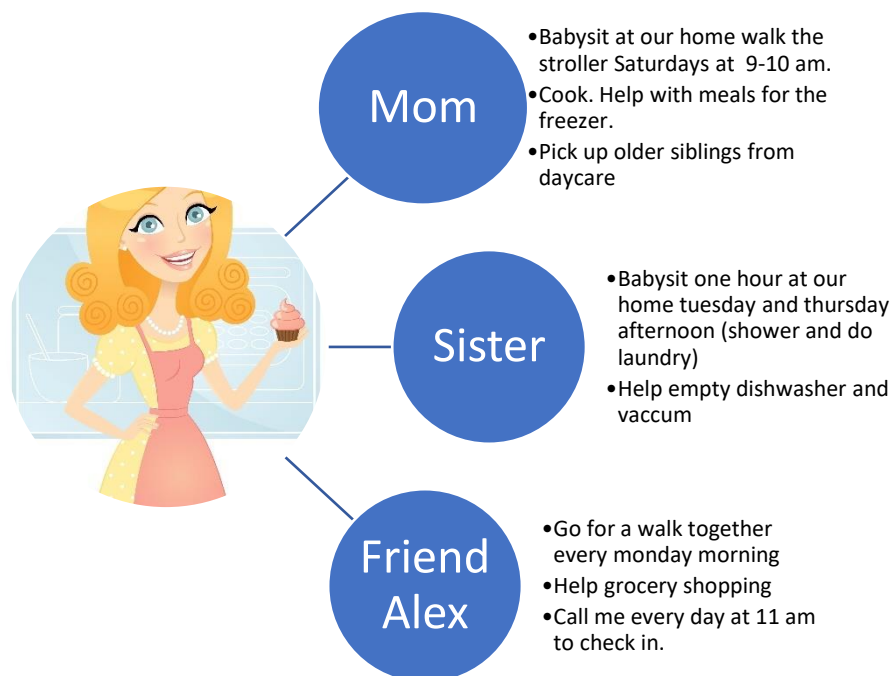 Mom
•Babysit at our home walk the
stroller Saturdays at  9-10 am.
•Cook. Help with meals for the
freezer.
•Pick up older siblings from
daycare
Sister
•Babysit one hour at our
home tuesday and thursday
afternoon (shower and do
laundry)
•Help empty dishwasher and
vaccum
Friend
Alex
•Go for a walk together
every monday morning
•Help grocery shopping
•Call me every day at 11 am
to check in.